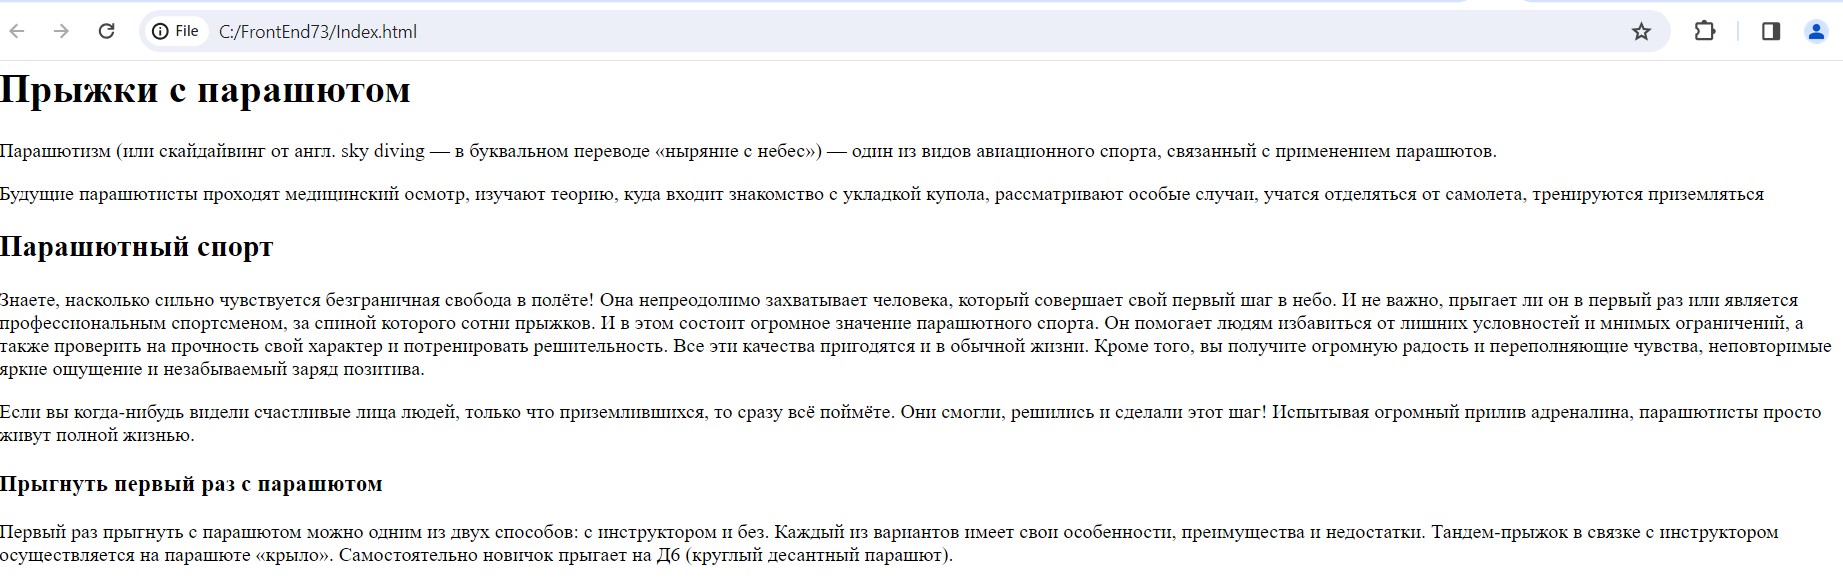 File C:/FrontEnd73/Index.html
Прыжки с парашютом
Парашютизм (или скайдайвинг от англ. sky diving — в буквальном переводе «ныряние с небес») — один из видов авиационного спорта, связанный с применением парашютов.
Будущие парашютисты проходят медицинский осмотр, изучают теорию, куда входит знакомство с укладкой купола, рассматривают особые случаи, учатся отделяться от самолета, тренируются приземляться
Парашютный спорт
Знаете, насколько сильно чувствуется безграничная свобода в полёте! Она непреодолимо захватывает человека, который совершает свой первый шаг в небо. И не важно, прыгает ли он в первый раз или является
профессиональным спортсменом, за спиной которого сотни прыжков. И в этом состоит огромное значение парашютного спорта. Он помогает людям избавиться от лишних условностей и мнимых ограничений, а
также проверить на прочность свой характер и потренировать решительность. Все эти качества пригодятся и в обычной жизни. Кроме того, вы получите огромную радость и переполняющие чувства, неповторимые
яркие ощущение и незабываемый заряд позитива.
Если вы когда-нибудь видели счастливые лица людей, только что приземлившихся, то сразу всё поймёте. Они смогли, решились и сделали этот шаг! Испытывая огромный прилив адреналина, парашютисты просто
живут полной жизнью.
Прыгнуть первый раз с парашютом
Первый раз прыгнуть с парашютом можно одним из двух способов: с инструктором и без. Каждый из вариантов имеет свои особенности, преимущества и недостатки. Тандем-прыжок в связке с инструктором
осуществляется на парашюте «крыло». Самостоятельно новичок прыгает на Д6 (круглый десантный парашют).